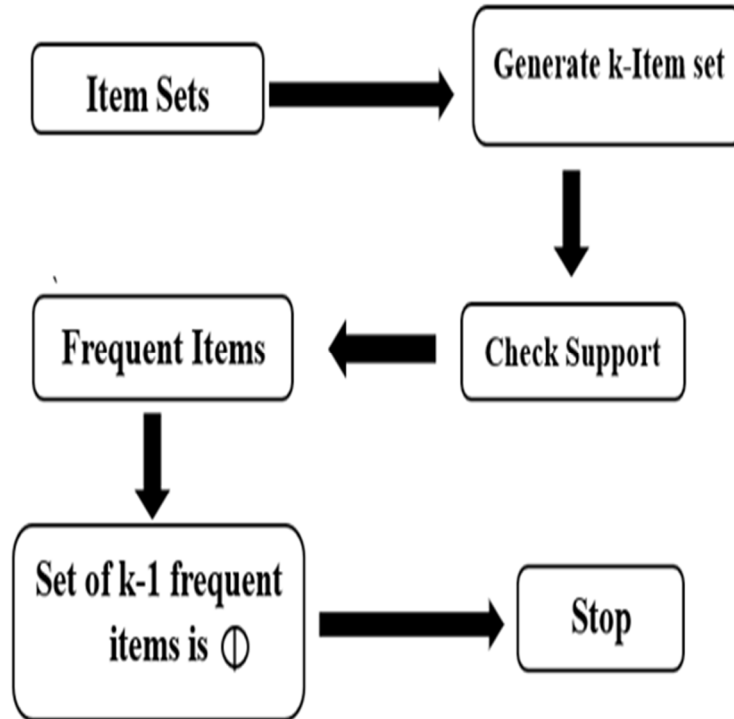 Item Sets
Generate k-Item set
Check Support
Frequent Items
Set of k-1 frequent
items is Φ
Stop